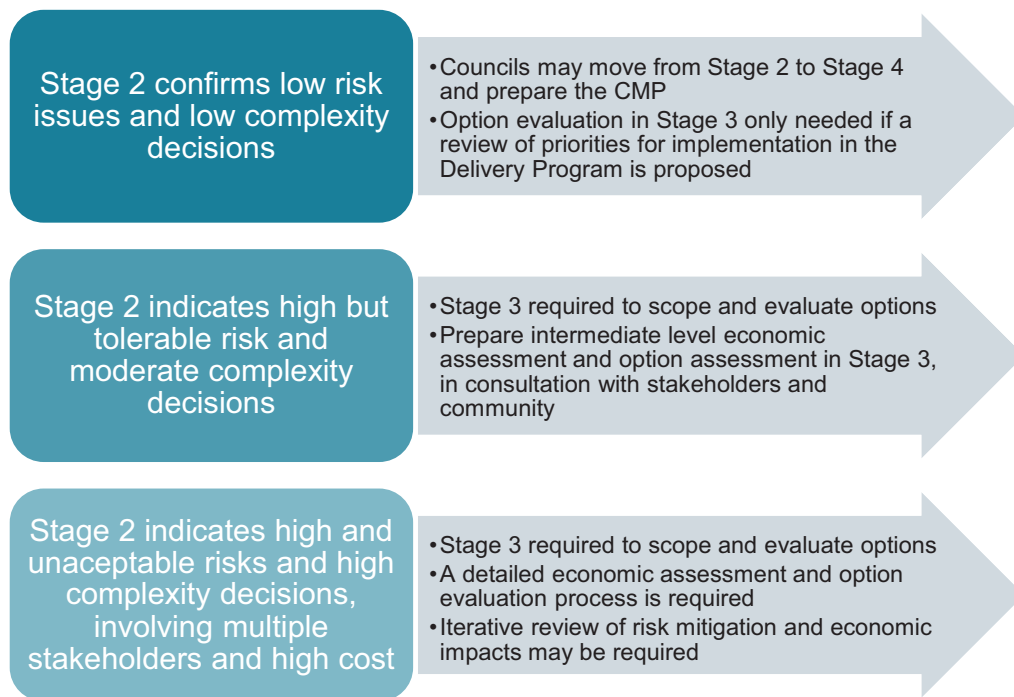 Stage 2 confirms low risk
issues and low complexity
decisions
•Councils may move from Stage 2 to Stage 4
and prepare the CMP
•Option evaluation in Stage 3 only needed if a
review of priorities for implementation in the
Delivery Program is proposed
Stage 2 indicates high but
tolerable risk and
moderate complexity
decisions
•Stage 3 required to scope and evaluate options
•Prepare intermediate level economic
assessment and option assessment in Stage 3,
in consultation with stakeholders and
community
Stage 2 indicates high and
unacceptable risks and high
complexity decisions,
involving multiple
stakeholders and high cost
•Stage 3 required to scope and evaluate options
•A detailed economic assessment and option
evaluation process is required
•Iterative review of risk mitigation and economic
impacts may be required